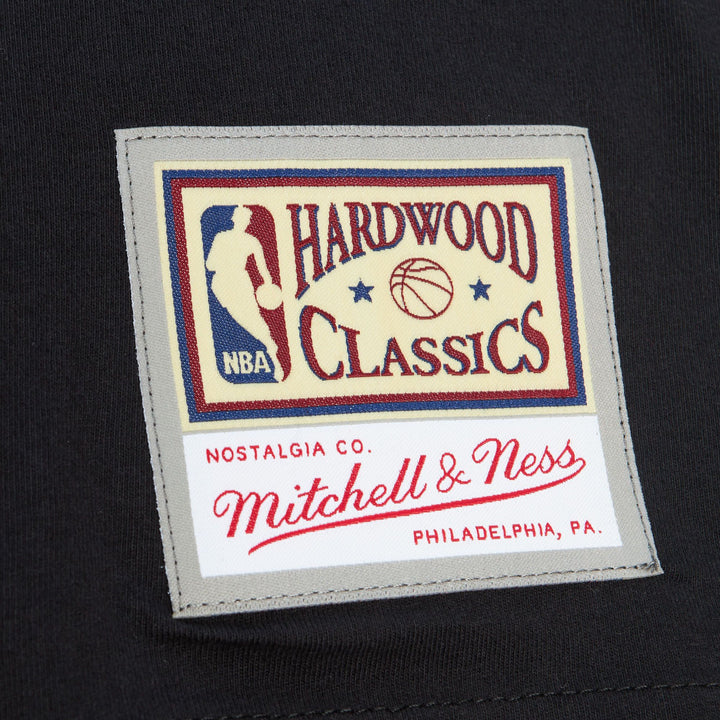 HARDWOOD
CLASSICS
NBA
NOSTALGIA CO.
Mitchell & Ness
PHILADELPHIA, PA.